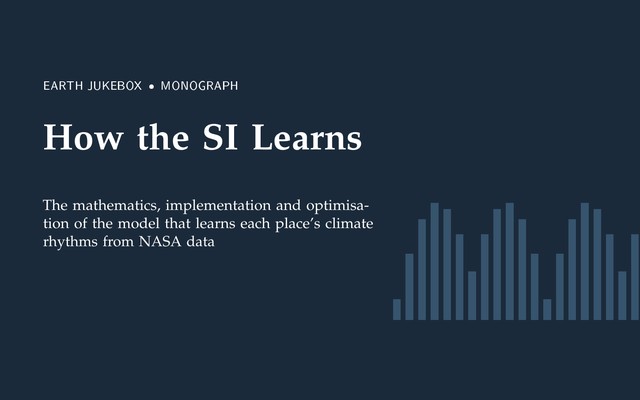 EARTH JUKEBOX • MONOGRAPH
How the SI Learns
The mathematics, implementation and optimisa-
tion of the model that learns each place’s climate
rhythms from NASA data